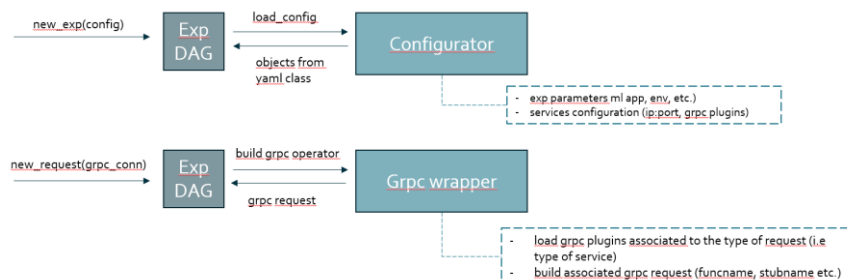 new_exp(config)
Exp
DAG
load_config
objects from
yaml class
Configurator
- exp parameters ml app, env, etc.)
- services configuration (ip:port, grpc plugins)
new_request(grpc_conn)
Exp
DAG
build grpc operator
grpc request
Grpc wrapper
- load grpc plugins associated to the type of request (i.e
type of service)
- build associated grpc request (funcname, stubname etc.)